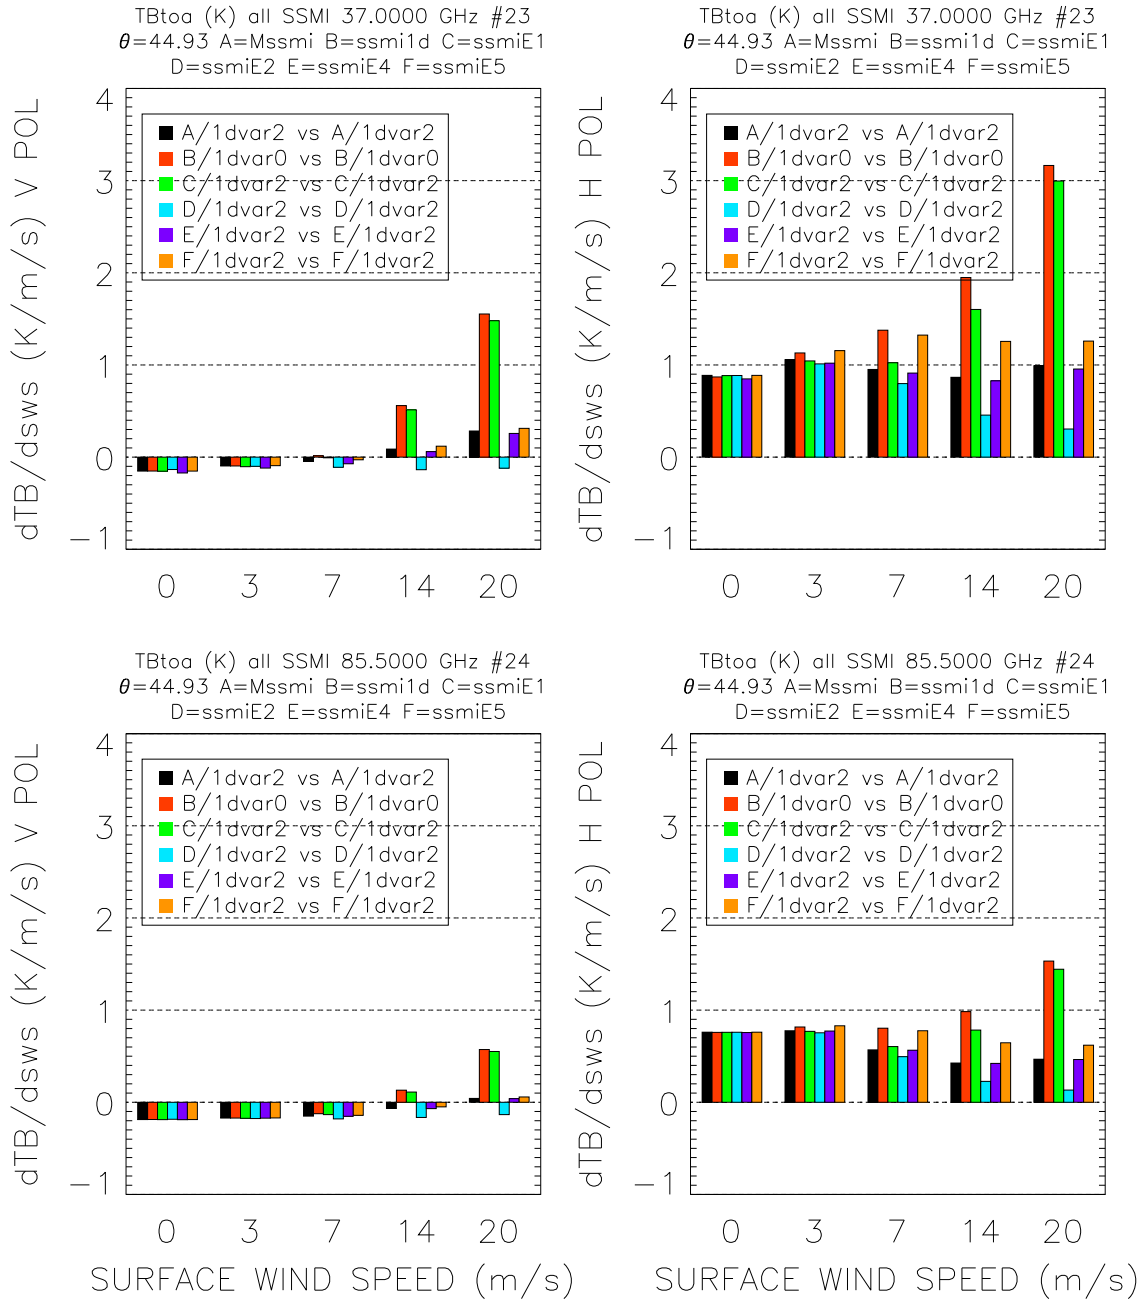 TBtoa (K) all SSMI 37.0000 GHz #23
θ=44.93 A=Mssmi B=ssmi1d C=ssmiE1
D=ssmiE2 E=ssmiE4 F=ssmiE5
dTB/dsws (K/m/s) V POL
4
3
2
1
0
−1
A/1dvar2 vs A/1dvar2
B/1dvar0 vs B/1dvar0
C/1dvar2 vs C/1dvar2
D/1dvar2 vs D/1dvar2
E/1dvar2 vs E/1dvar2
F/1dvar2 vs F/1dvar2
0 3 7 14 20
TBtoa (K) all SSMI 37.0000 GHz #23
θ=44.93 A=Mssmi B=ssmi1d C=ssmiE1
D=ssmiE2 E=ssmiE4 F=ssmiE5
dTB/dsws (K/m/s) H POL
4
3
2
1
0
−1
A/1dvar2 vs A/1dvar2
B/1dvar0 vs B/1dvar0
C/1dvar2 vs C/1dvar2
D/1dvar2 vs D/1dvar2
E/1dvar2 vs E/1dvar2
F/1dvar2 vs F/1dvar2
0 3 7 14 20
TBtoa (K) all SSMI 85.5000 GHz #24
θ=44.93 A=Mssmi B=ssmi1d C=ssmiE1
D=ssmiE2 E=ssmiE4 F=ssmiE5
dTB/dsws (K/m/s) V POL
4
3
2
1
0
−1
A/1dvar2 vs A/1dvar2
B/1dvar0 vs B/1dvar0
C/1dvar2 vs C/1dvar2
D/1dvar2 vs D/1dvar2
E/1dvar2 vs E/1dvar2
F/1dvar2 vs F/1dvar2
0 3 7 14 20
SURFACE WIND SPEED (m/s)
TBtoa (K) all SSMI 85.5000 GHz #24
θ=44.93 A=Mssmi B=ssmi1d C=ssmiE1
D=ssmiE2 E=ssmiE4 F=ssmiE5
dTB/dsws (K/m/s) H POL
4
3
2
1
0
−1
A/1dvar2 vs A/1dvar2
B/1dvar0 vs B/1dvar0
C/1dvar2 vs C/1dvar2
D/1dvar2 vs D/1dvar2
E/1dvar2 vs E/1dvar2
F/1dvar2 vs F/1dvar2
0 3 7 14 20
SURFACE WIND SPEED (m/s)